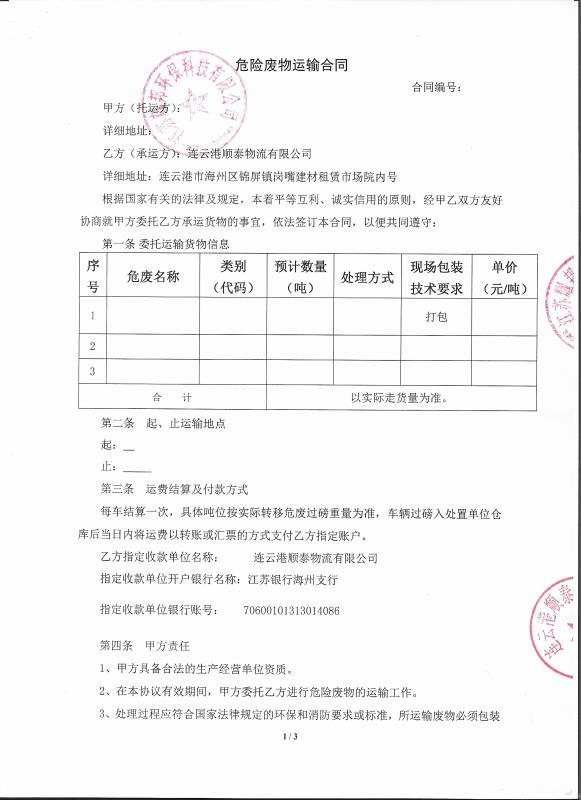 危险废物运输合同
合同编号：
甲方（托运方）：
详细地址：
乙方（承运方）：连云港顺泰物流有限公司
详细地址：连云港市海州区锦屏镇岗嘴建材租赁市场院内号
根据国家有关的法律及规定，本着平等互利、诚实信用的原则，经甲乙双方友好
协商就甲方委托乙方承运货物的事宜，依法签订本合同，以便共同遵守：
第一条 委托运输货物信息
序号 危废名称 类别（代码） 预计数量（吨） 处理方式 现场包装技术要求 单价（元/吨）
1 打包
2
3
合 计 以实际走货量为准。
第二条 起、止运输地点
起：__
止：_____
第三条 运费结算及付款方式
每车结算一次，具体吨位按实际转移危废过磅重量为准，车辆过磅入处置单位仓
库后当日内将运费以转账或汇票的方式支付乙方指定账户。
乙方指定收款单位名称： 连云港顺泰物流有限公司
指定收款单位开户银行名称：江苏银行海州支行
指定收款单位银行账号： 70600101313014086
第四条 甲方责任
1、甲方具备合法的生产经营单位资质。
2、在本协议有效期间，甲方委托乙方进行危险废物的运输工作。
3、处理过程应符合国家法律规定的环保和消防要求或标准，所运输废物必须包装
1 / 3
邦环保科技有限公司
江苏
连云港顺泰